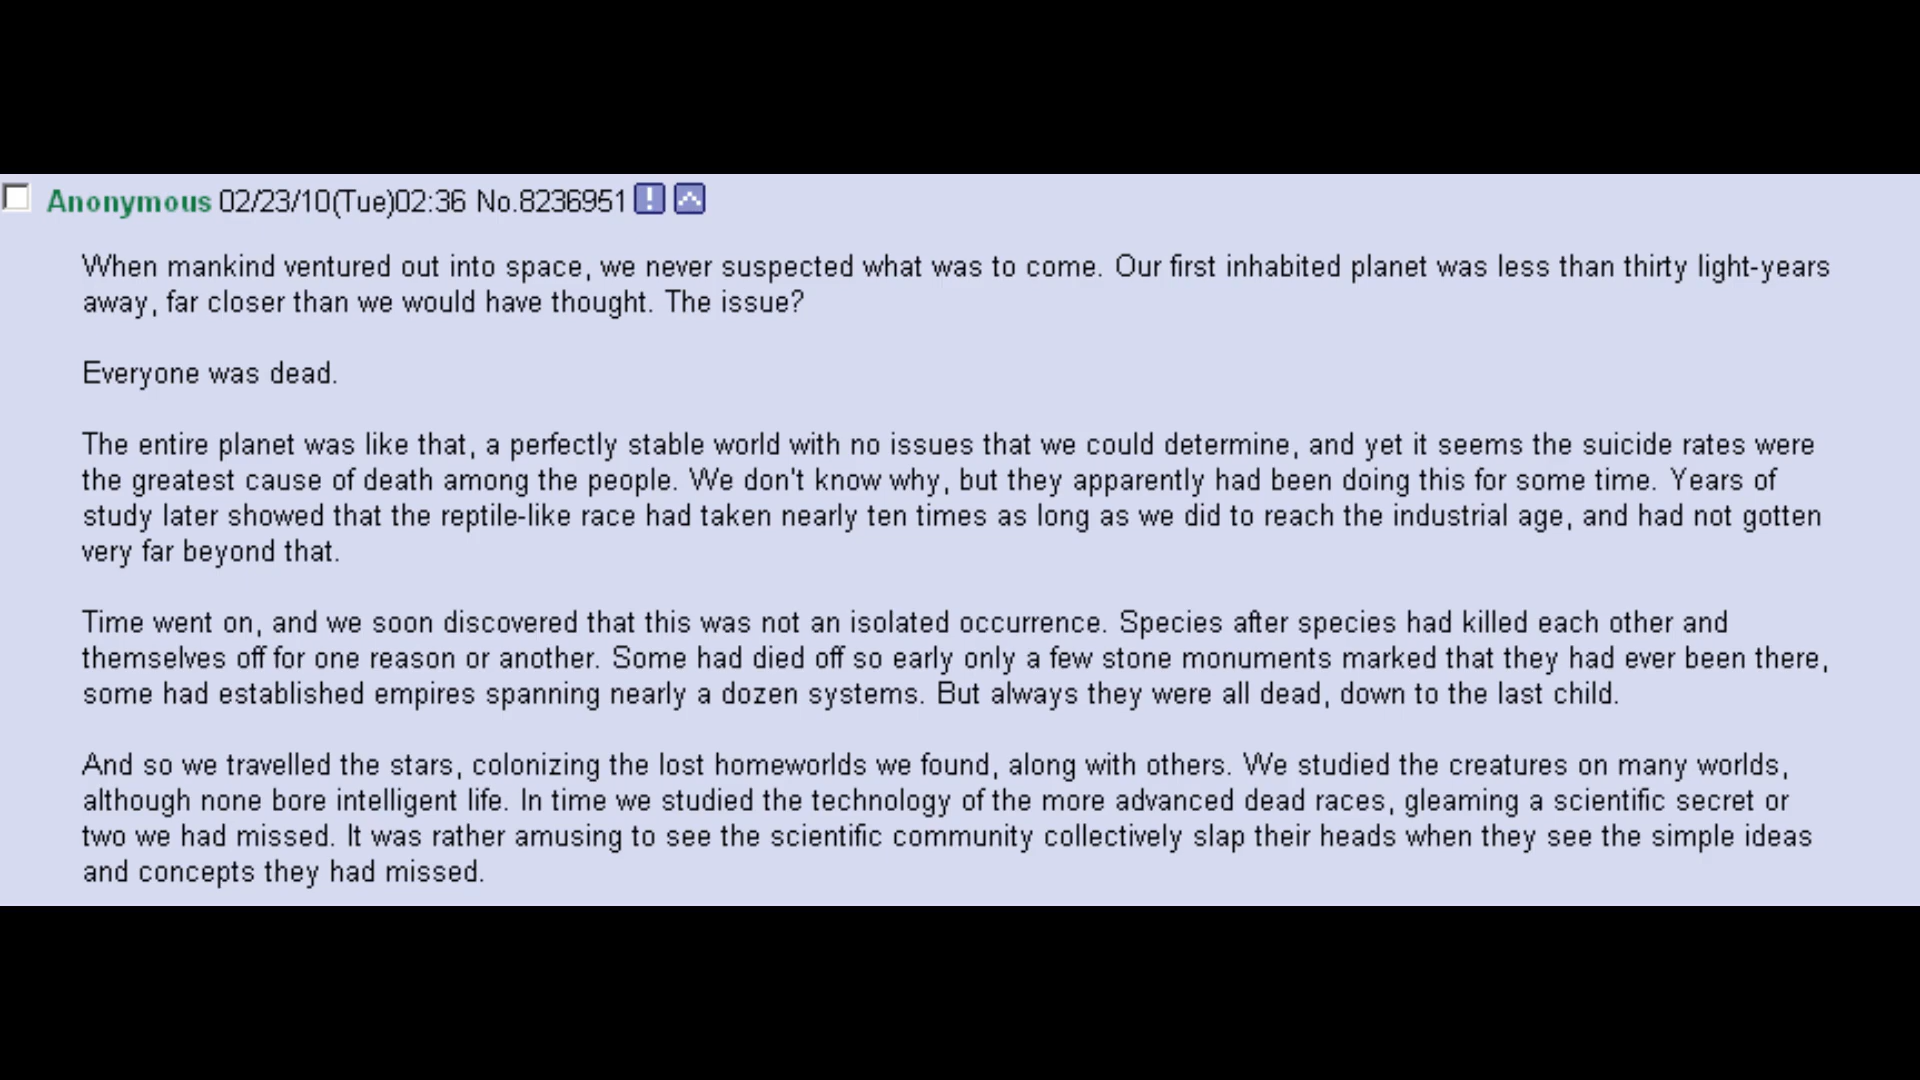 Anonymous 02/23/10(Tue)02:36 No.8236951
When mankind ventured out into space, we never suspected what was to come. Our first inhabited planet was less than thirty light-years
away, far closer than we would have thought. The issue?
Everyone was dead.
The entire planet was like that, a perfectly stable world with no issues that we could determine, and yet it seems the suicide rates were
the greatest cause of death among the people. We don't know why, but they apparently had been doing this for some time. Years of
study later showed that the reptile-like race had taken nearly ten times as long as we did to reach the industrial age, and had not gotten
very far beyond that.
Time went on, and we soon discovered that this was not an isolated occurrence. Species after species had killed each other and
themselves off for one reason or another. Some had died off so early only a few stone monuments marked that they had ever been there,
some had established empires spanning nearly a dozen systems. But always they were all dead, down to the last child.
And so we travelled the stars, colonizing the lost homeworlds we found, along with others. We studied the creatures on many worlds,
although none bore intelligent life. In time we studied the technology of the more advanced dead races, gleaming a scientific secret or
two we had missed. It was rather amusing to see the scientific community collectively slap their heads when they see the simple ideas
and concepts they had missed.